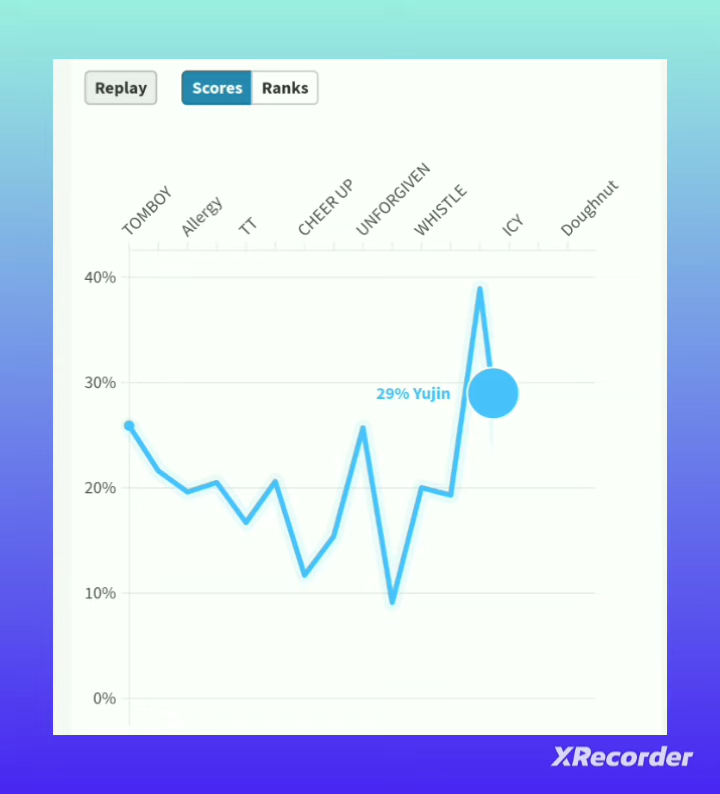 Replay Scores Ranks
TOMBOY Allergy TT CHEER UP UNFORGIVEN WHISTLE ICY Doughnut
40%
30%
29% Yujin
20%
10%
0%
XRecorder